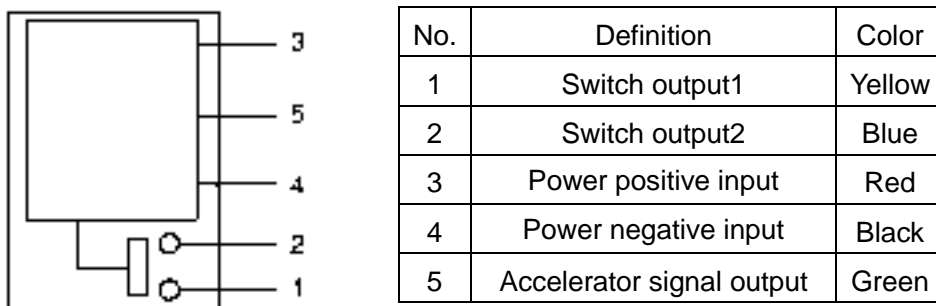 3
5
4
2
1
No. Definition Color
1 Switch output1 Yellow
2 Switch output2 Blue
3 Power positive input Red
4 Power negative input Black
5 Accelerator signal output Green